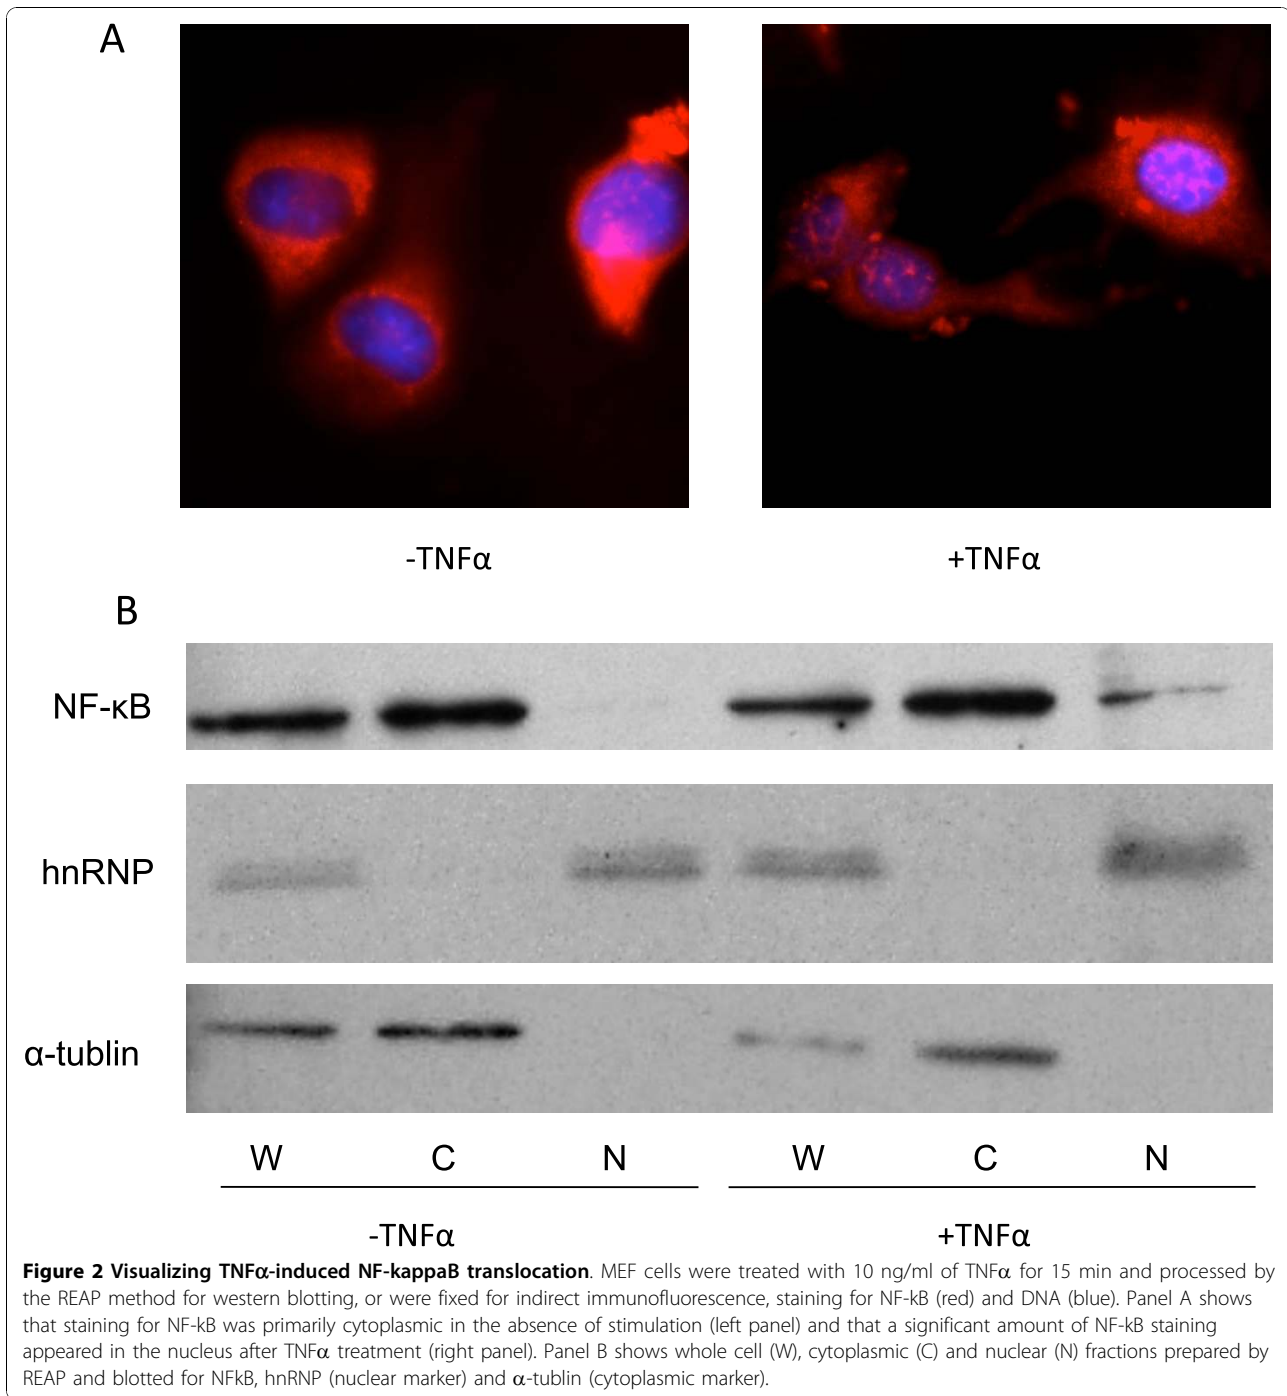 A
-TNFα +TNFα
B
NF-κB
hnRNP
α-tublin
W C N W C N
-TNFα +TNFα
Figure 2 Visualizing TNFα-induced NF-kappaB translocation. MEF cells were treated with 10 ng/ml of TNFα for 15 min and processed by
the REAP method for western blotting, or were fixed for indirect immunofluorescence, staining for NF-kB (red) and DNA (blue). Panel A shows
that staining for NF-kB was primarily cytoplasmic in the absence of stimulation (left panel) and that a significant amount of NF-kB staining
appeared in the nucleus after TNFα treatment (right panel). Panel B shows whole cell (W), cytoplasmic (C) and nuclear (N) fractions prepared by
REAP and blotted for NFkB, hnRNP (nuclear marker) and α-tublin (cytoplasmic marker).